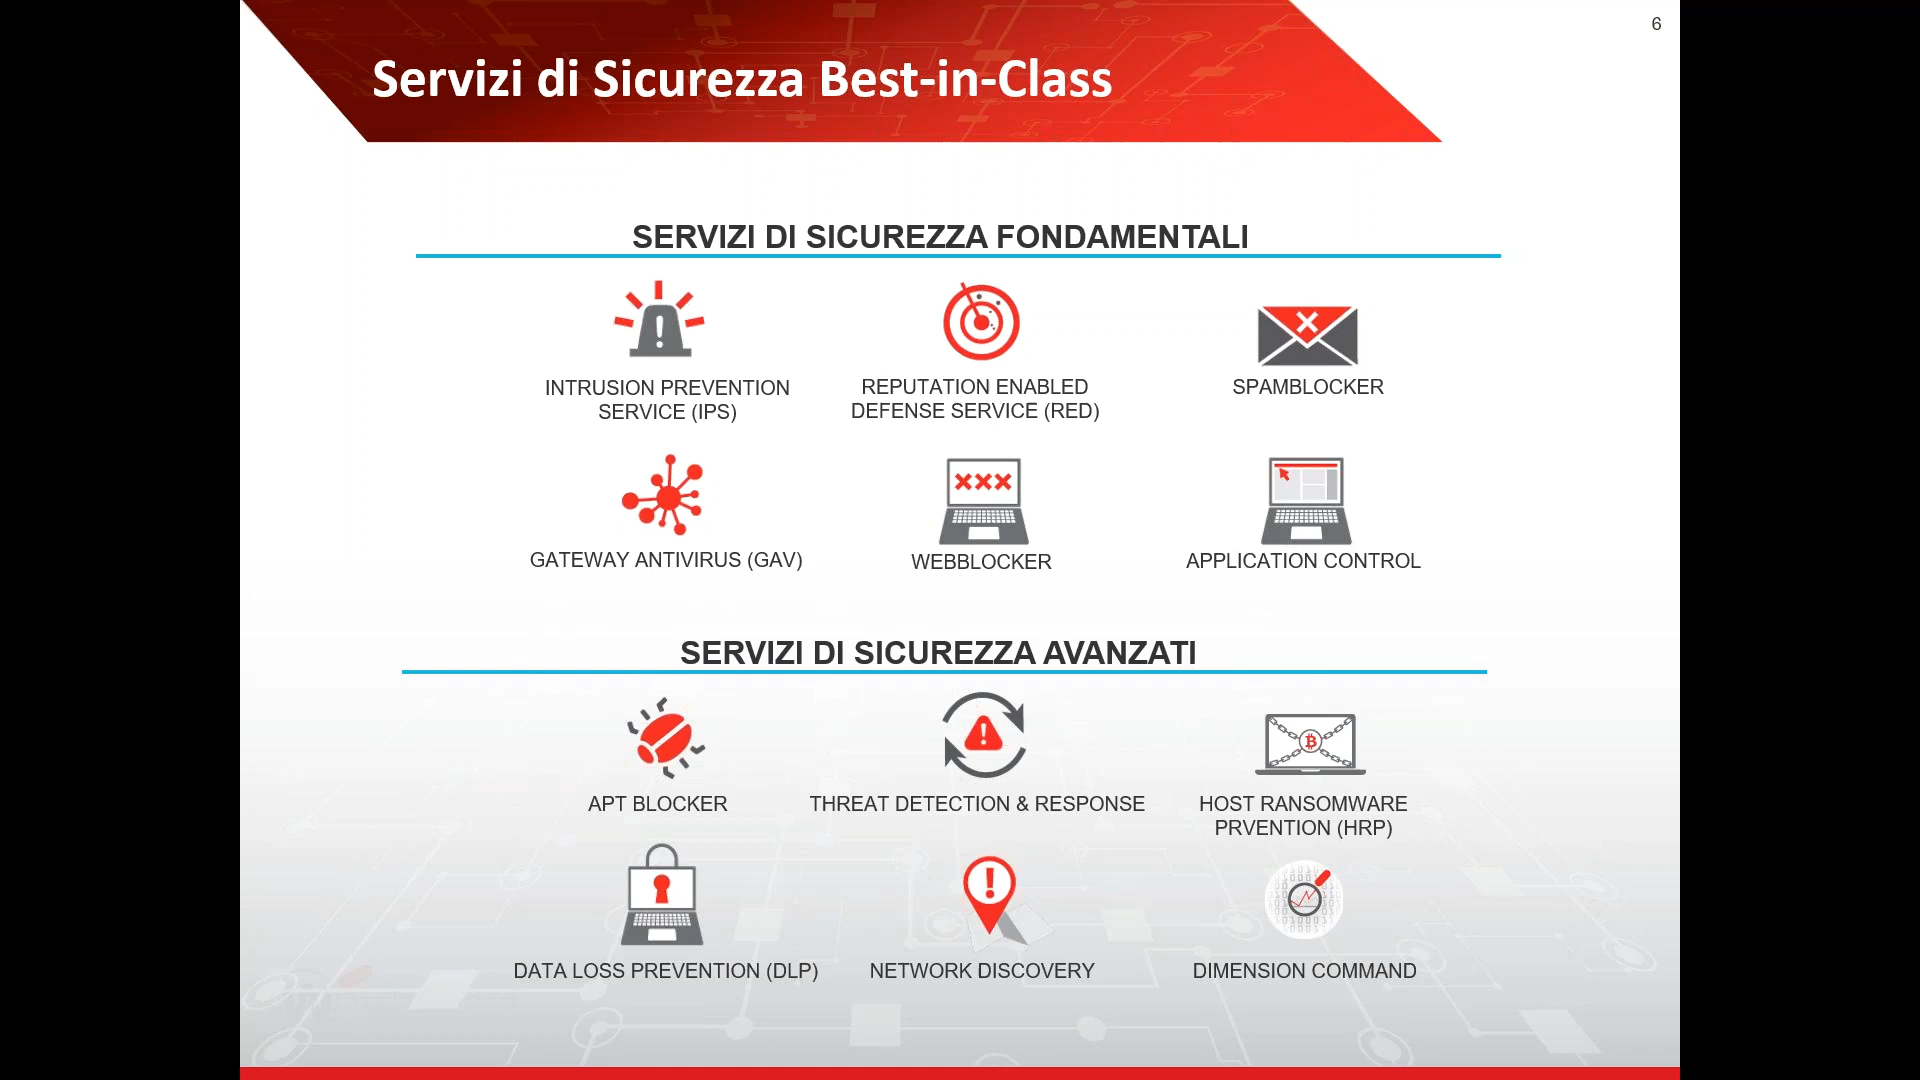 6
Servizi di Sicurezza Best-in-Class
SERVIZI DI SICUREZZA FONDAMENTALI
INTRUSION PREVENTION
SERVICE (IPS)
REPUTATION ENABLED
DEFENSE SERVICE (RED)
SPAMBLOCKER
GATEWAY ANTIVIRUS (GAV)
WEBBLOCKER
APPLICATION CONTROL
SERVIZI DI SICUREZZA AVANZATI
APT BLOCKER
THREAT DETECTION & RESPONSE
HOST RANSOMWARE
PRVENTION (HRP)
DATA LOSS PREVENTION (DLP)
NETWORK DISCOVERY
DIMENSION COMMAND